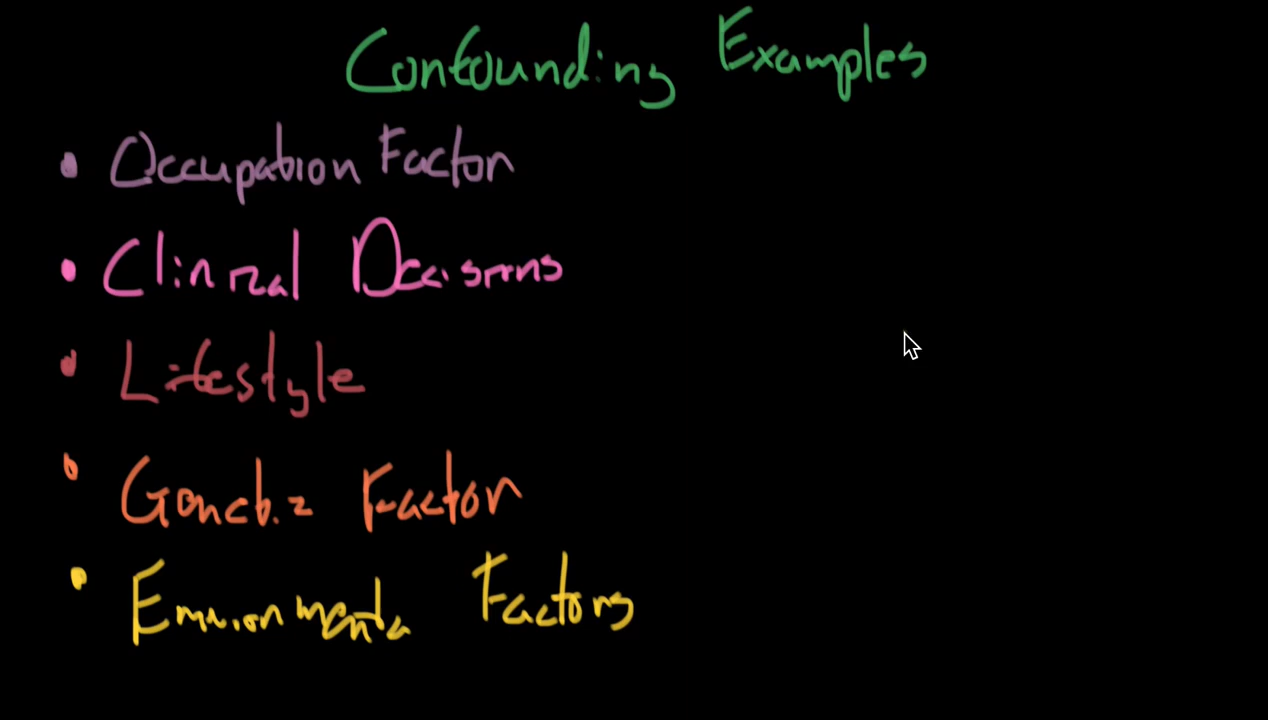 Confounding Examples
• Occupation Factor
• Clinical Decisions
• Lifestyle
• Genetic Factor
• Environmental Factors